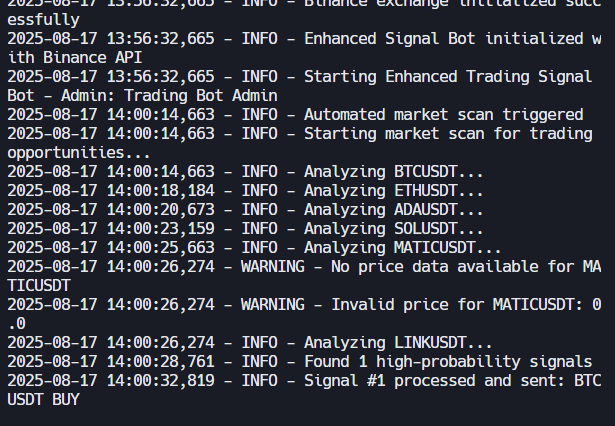 2025-08-17 13:56:32,665 - INFO - Binance exchange initialized succ
essfully
2025-08-17 13:56:32,665 - INFO - Enhanced Signal Bot initialized w
ith Binance API
2025-08-17 13:56:32,665 - INFO - Starting Enhanced Trading Signal
Bot - Admin: Trading Bot Admin
2025-08-17 14:00:14,663 - INFO - Automated market scan triggered
2025-08-17 14:00:14,663 - INFO - Starting market scan for trading
opportunities...
2025-08-17 14:00:14,663 - INFO - Analyzing BTCUSDT...
2025-08-17 14:00:18,184 - INFO - Analyzing ETHUSDT...
2025-08-17 14:00:20,673 - INFO - Analyzing ADAUSDT...
2025-08-17 14:00:23,159 - INFO - Analyzing SOLUSDT...
2025-08-17 14:00:25,663 - INFO - Analyzing MATICUSDT...
2025-08-17 14:00:26,274 - WARNING - No price data available for MA
TICUSDT
2025-08-17 14:00:26,274 - WARNING - Invalid price for MATICUSDT: 0
.0
2025-08-17 14:00:26,274 - INFO - Analyzing LINKUSDT...
2025-08-17 14:00:28,761 - INFO - Found 1 high-probability signals
2025-08-17 14:00:32,819 - INFO - Signal #1 processed and sent: BTC
USDT BUY